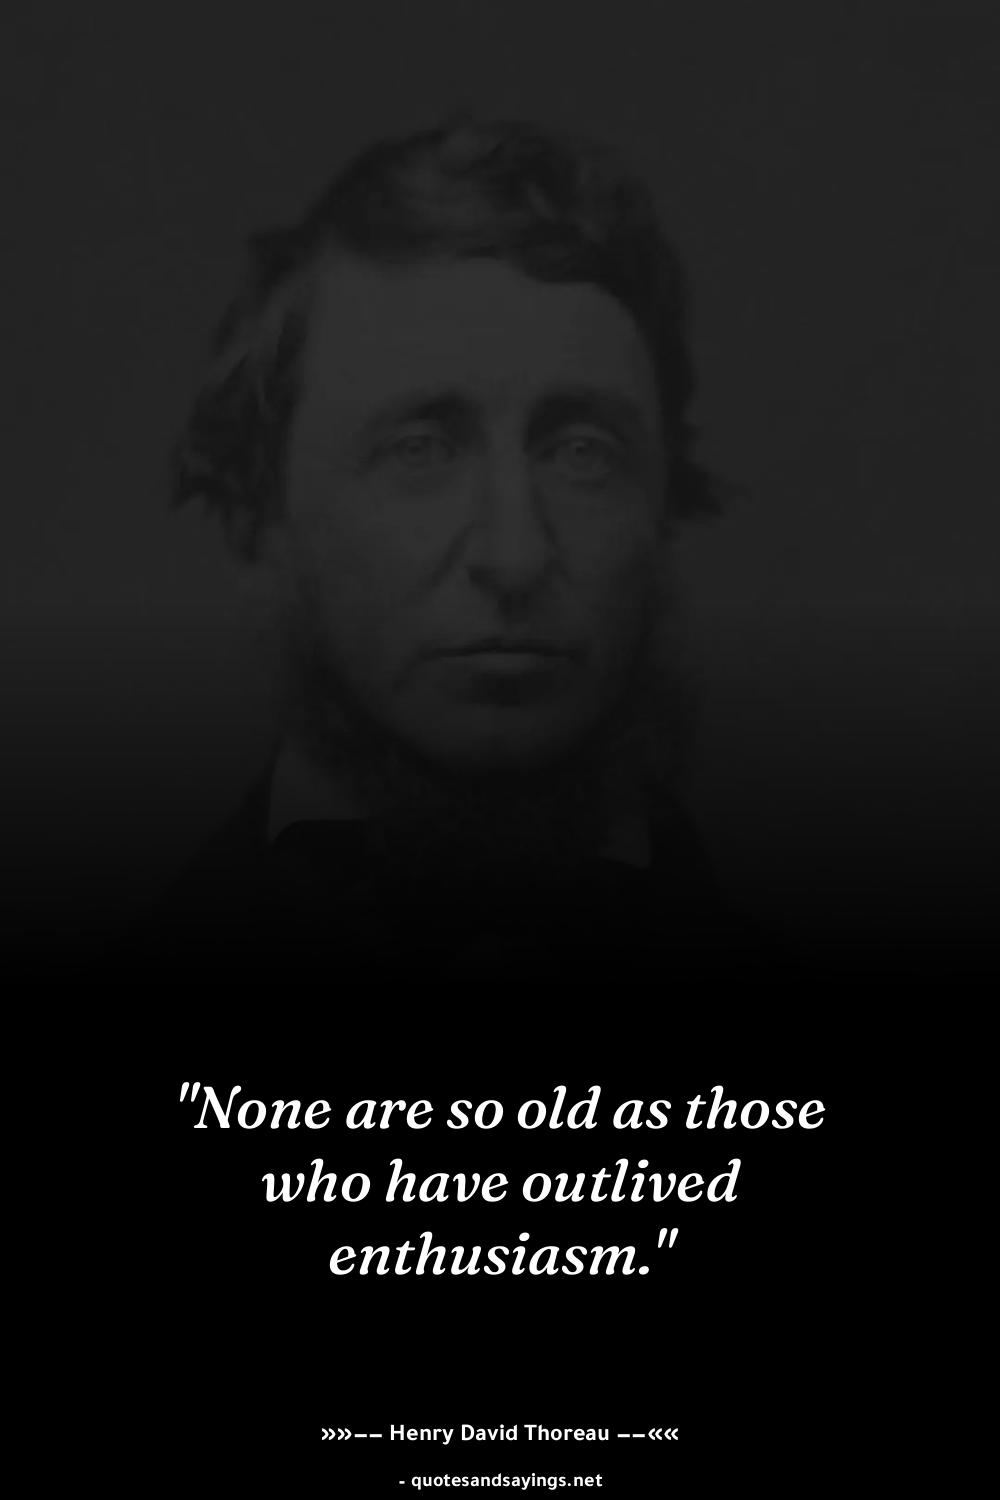 "None are so old as those
who have outlived
enthusiasm."
»»−− Henry David Thoreau −−««
- quotesandsayings.net